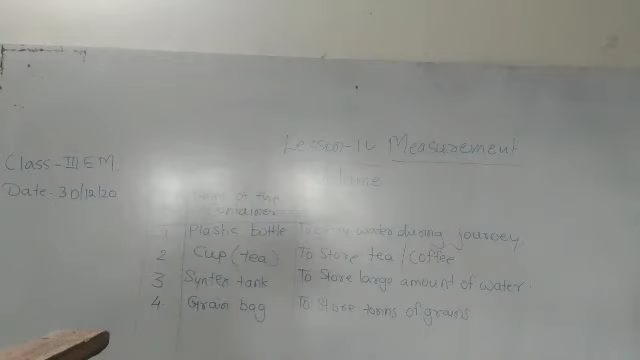 Lesson-12 Measurement
Class-III EM.
Date-30/12/20
Volume
Name of the
container
1 Plastic bottle To carry water during journey
2 Cup (tea) To store tea / Coffee
3 Syntex tank To Store large amount of water.
4 Grain bag To Store of grains